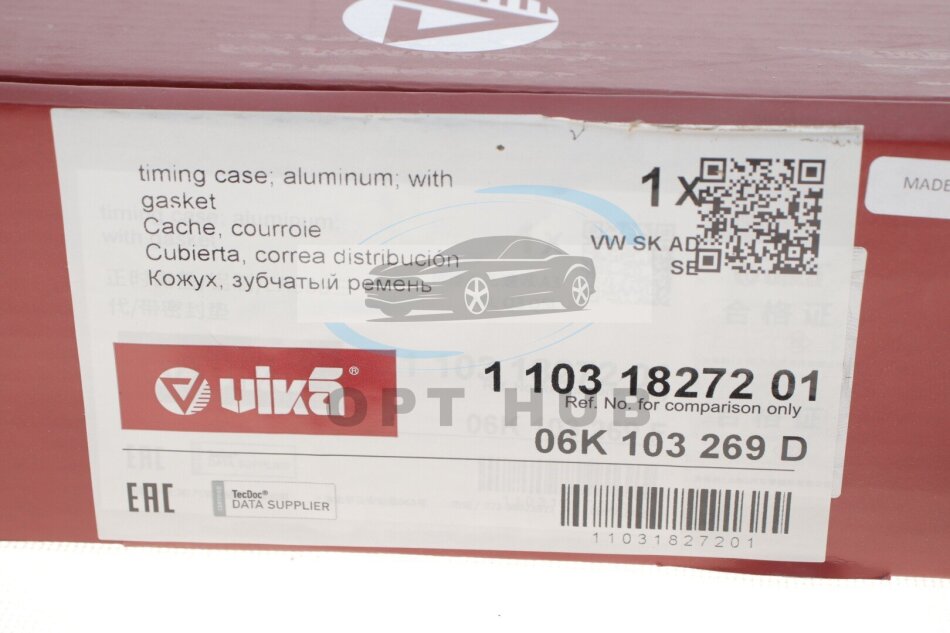 timing case; aluminum; with
gasket
Cache, courroie
Cubierta, correa distribución
Кожух, зубчатый ремень
1 X
VW SK AD
SE
vika®
1 103 18272 01
Ref. No. for comparison only
OPT HUB
06K 103 269 D
EAC
TecDoc®
DATA SUPPLIER
11031827201
MADE